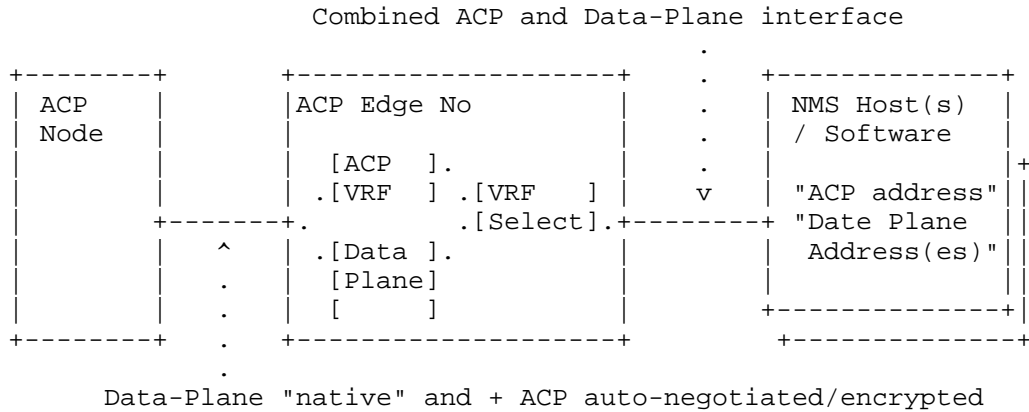 Combined ACP and Data-Plane interface
.
+--------+       +--------------------+   .   +--------------+
| ACP    |       |ACP Edge No         |   .   | NMS Host(s)  |
| Node   |       |                    |   .   | / Software   |
|        |       |  [ACP  ].          |   .   |              |+
|        |       | .[VRF  ] .[VRF   ] |   v   | "ACP address"||
|        +-------+.         .[Select].+--------+ "Date Plane  ||
|        |   ^   | .[Data ].          |       |  Address(es)"||
|        |   .   |  [Plane]           |       |              ||
|        |   .   |  [     ]           |       +--------------+|
+--------+   .   +--------------------+        +--------------+
.
Data-Plane "native" and + ACP auto-negotiated/encrypted